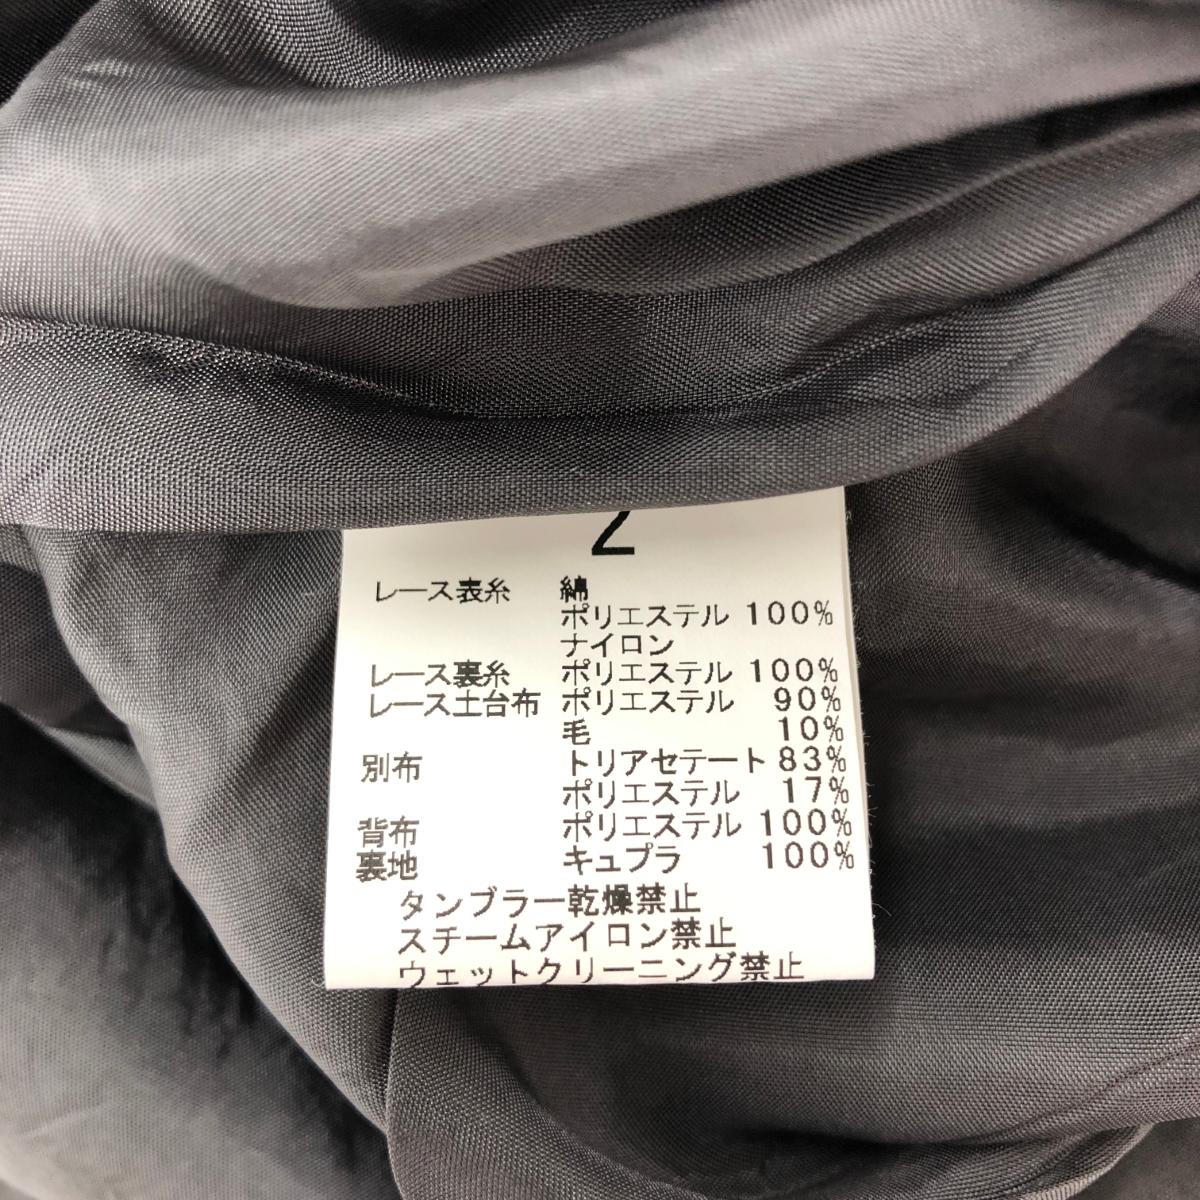 2
レース表糸 綿
ポリエステル 100%
ナイロン
レース裏糸 ポリエステル 100%
レース土台布 ポリエステル 90%
毛 10%
別布 トリアセテート 83%
ポリエステル 17%
背布 ポリエステル 100%
裏地 キュプラ 100%
タンブラー乾燥禁止
スチームアイロン禁止
ウェットクリーニング禁止